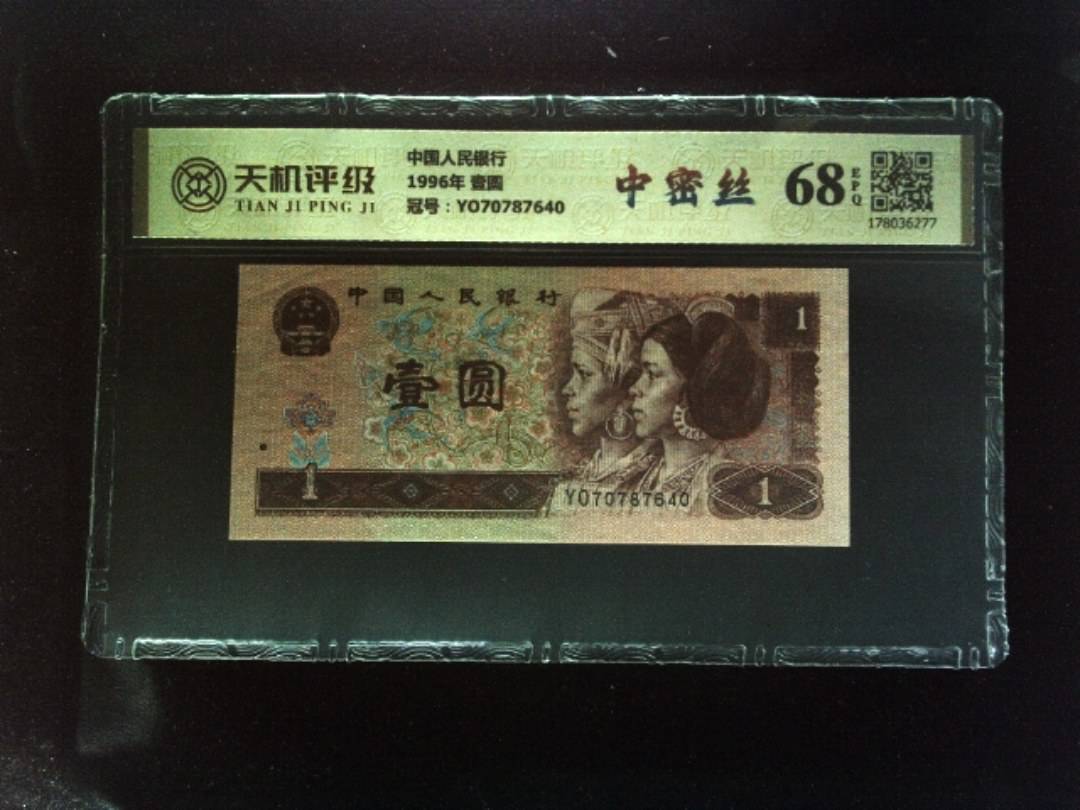 天机评级
TIAN JI PING JI
中国人民银行
1996年 壹圆
冠号：YO70787640
中密丝
68
EPQ
178036277
中国人民银行
1
壹圆
1
YO70787640
1